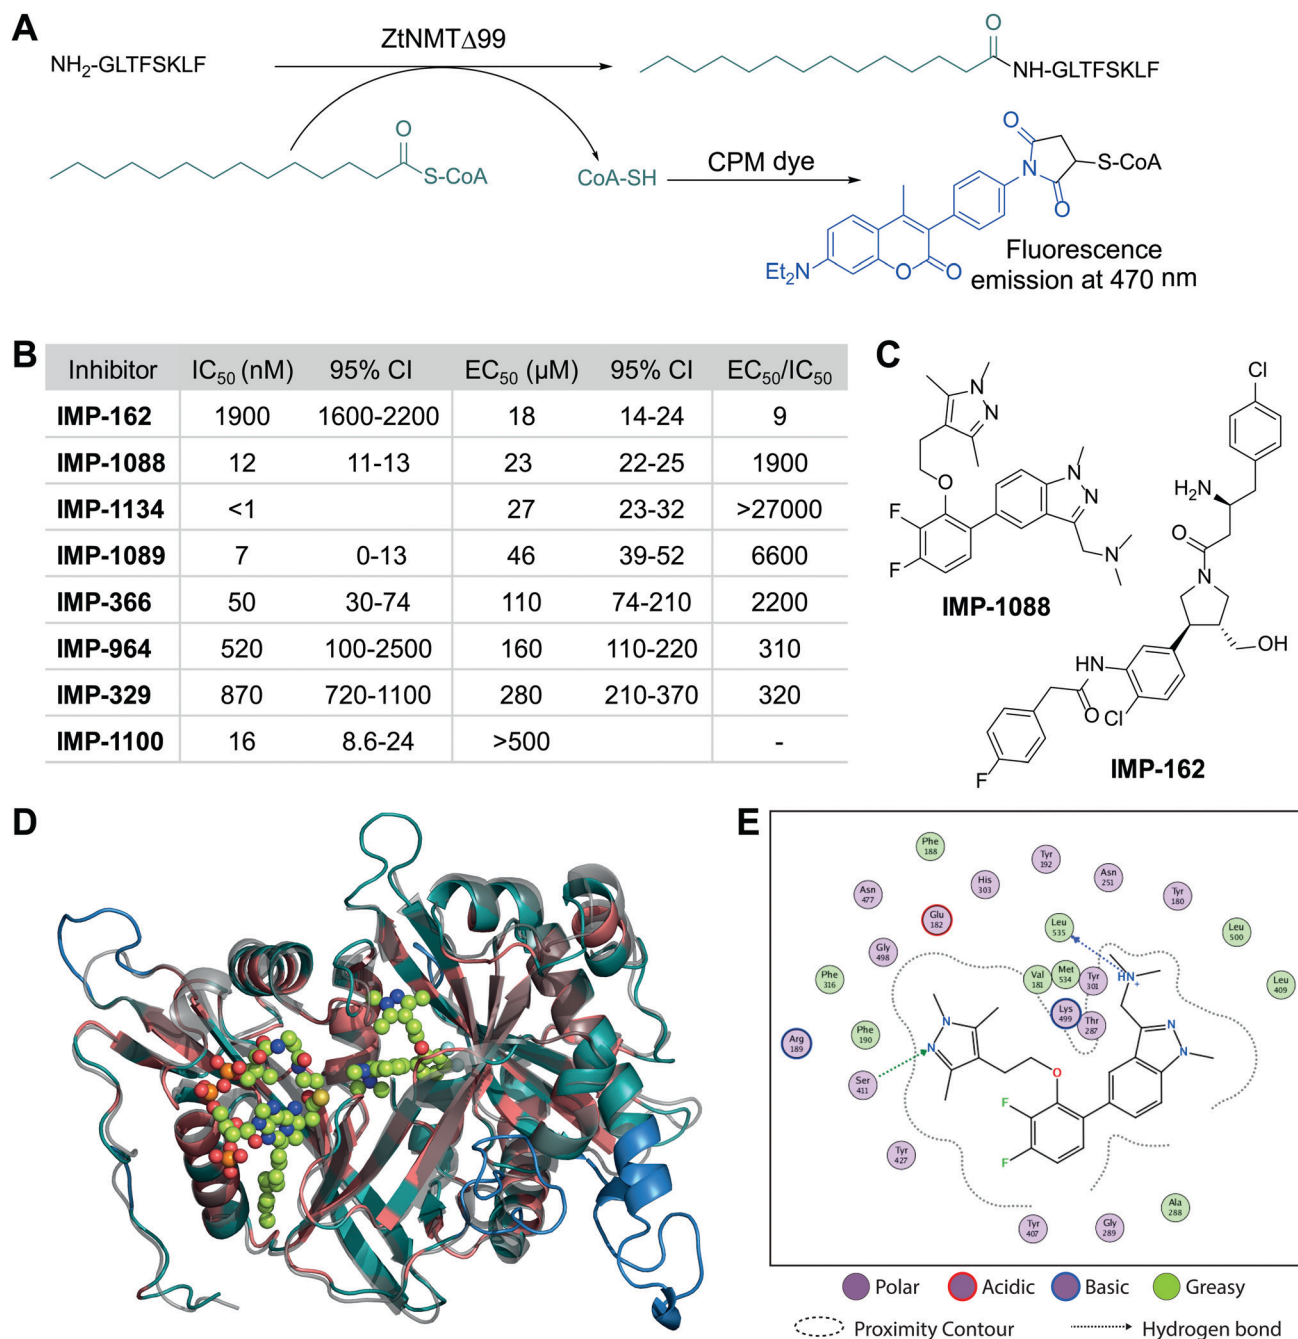 A
NH₂-GLTFSKLF
ZtNMTΔ99
O
NH-GLTFSKLF
O
S-CoA
CoA-SH
CPM dye
O
N
O
S-CoA
Et₂N
O
O
Fluorescence
emission at 470 nm
B
Inhibitor IC₅₀ (nM) 95% CI EC₅₀ (µM) 95% CI EC₅₀/IC₅₀
IMP-162 1900 1600-2200 18 14-24 9
IMP-1088 12 11-13 23 22-25 1900
IMP-1134 <1 27 23-32 >27000
IMP-1089 7 0-13 46 39-52 6600
IMP-366 50 30-74 110 74-210 2200
IMP-964 520 100-2500 160 110-220 310
IMP-329 870 720-1100 280 210-370 320
IMP-1100 16 8.6-24 >500 -
C
N
N
O
F
F
N
N
N
IMP-1088
Cl
H₂N
O
N
OH
HN
O
Cl
F
IMP-162
D
E
Phe
188
Tyr
192
His
303
Asn
251
Asn
477
Tyr
180
Glu
182
Leu
535
Leu
500
Gly
498
Phe
316
Val
181
Met
534
Tyr
301
HN
+
Leu
409
Lys
499
Thr
287
Arg
189
Phe
190
N
N
N
N
Ser
411
O
F
F
Tyr
427
Ala
288
Tyr
407
Gly
289
Polar Acidic Basic Greasy
Proximity Contour Hydrogen bond